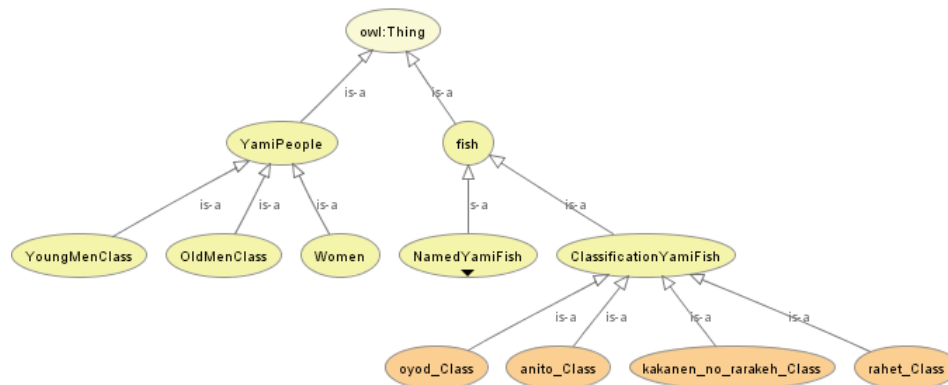 owl:Thing
is-a
is-a
YamiPeople
fish
is-a
is-a
is-a
s-a
is-a
YoungMenClass
OldMenClass
Women
NamedYamiFish
ClassificationYamiFish
is-a
is-a
is-a
is-a
oyod_Class
anito_Class
kakanen_no_rarakeh_Class
rahet_Class